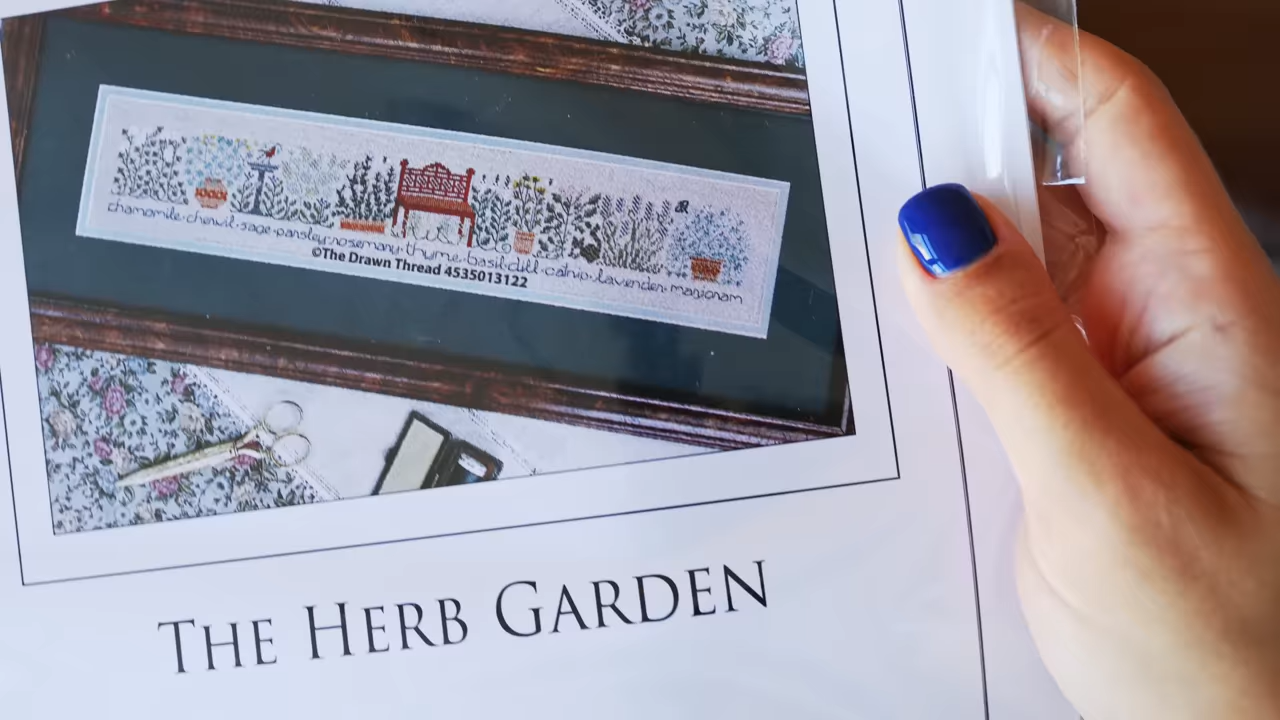 chamomile·chervil·sage·parsley·rosemary·thyme·basil·dill·catnip·lavender·marjoram
©The Drawn Thread 4535013122
THE HERB GARDEN